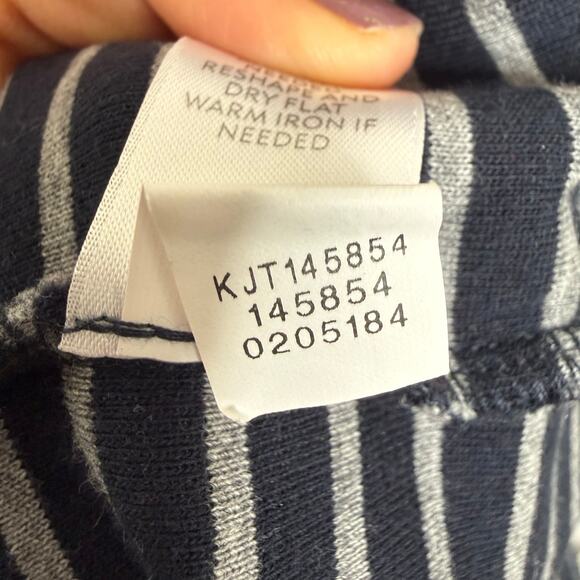 RESHAPE AND
DRY FLAT
WARM IRON IF
NEEDED
KJT145854
145854
0205184